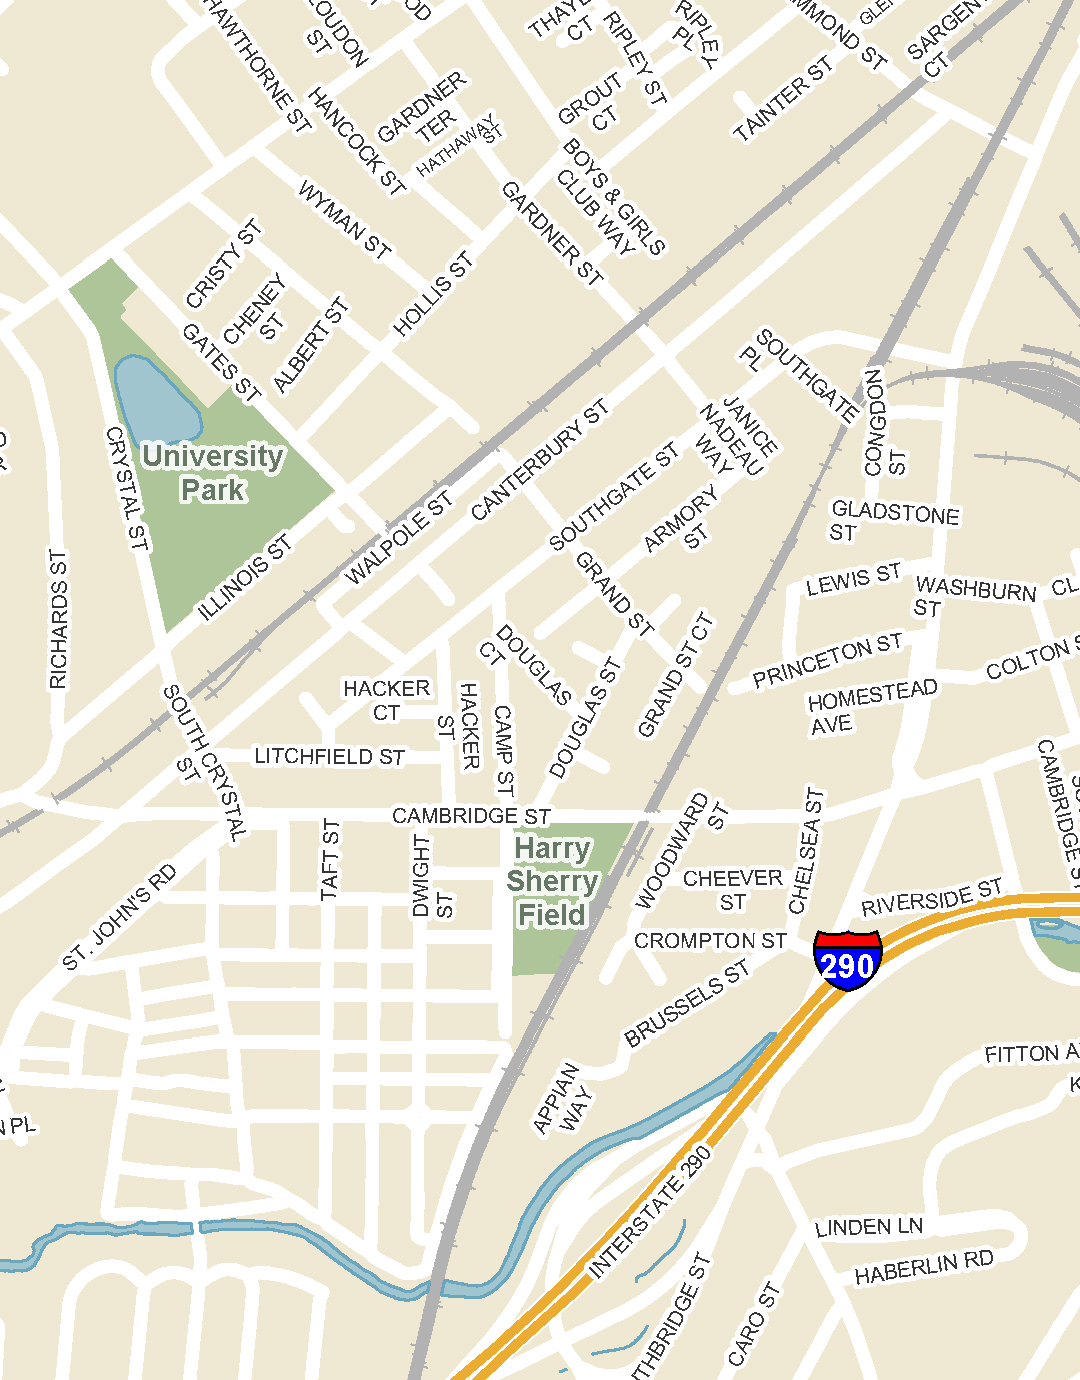 HAWTHORNE ST
LOUDON
ST
THAYER
CT
RIPLEY ST
RIPLEY
PL
SARGENT
CT
TAINTER ST
HANCOCK ST
GARDNER
TER
HATHAWAY
ST
GROUT
CT
BOYS & GIRLS
CLUB WAY
WYMAN ST
GARDNER ST
CRISTY ST
CHENEY
ST
HOLLIS ST
ALBERT ST
GATES ST
SOUTHGATE
PL
CONGDON
ST
JANICE
NADEAU
WAY
CRYSTAL ST
University
Park
CANTERBURY ST
SOUTHGATE ST
WALPOLE ST
ARMORY
ST
GLADSTONE
ST
ILLINOIS ST
GRAND ST
LEWIS ST
WASHBURN
ST
CL
RICHARDS ST
DOUGLAS
CT
GRAND ST CT
PRINCETON ST
COLTON S
HACKER
CT
HOMESTEAD
AVE
HACKER
ST
CAMP ST
DOUGLAS ST
SOUTH CRYSTAL
ST
LITCHFIELD ST
CAMBRIDGE ST
CAMBRIDGE ST
TAFT ST
DWIGHT
ST
Harry
Sherry
Field
WOODWARD
ST
CHELSEA ST
CHEEVER
ST
RIVERSIDE ST
ST. JOHN'S RD
CROMPTON ST
290
BRUSSELS ST
APPIAN
WAY
FITTON A
K
N PL
INTERSTATE 290
LINDEN LN
HABERLIN RD
THBRIDGE ST
CARO ST